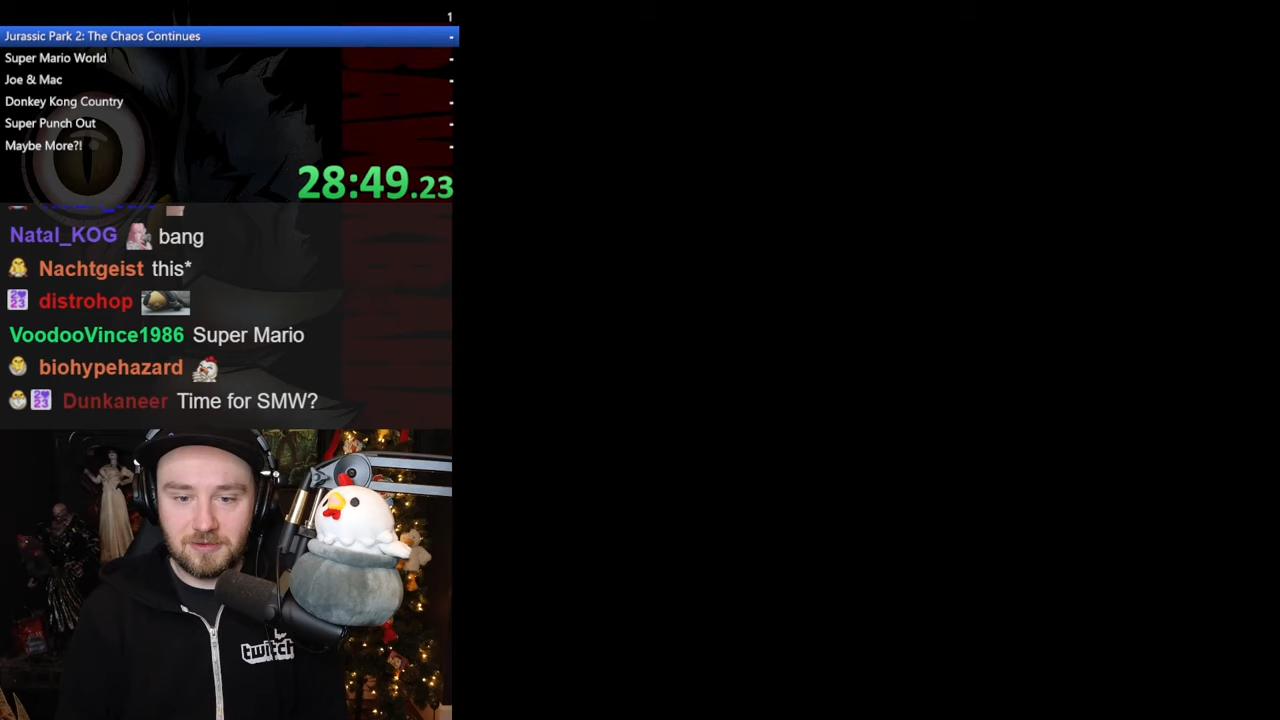 1
Jurassic Park 2: The Chaos Continues -
Super Mario World -
Joe & Mac -
Donkey Kong Country -
Super Punch Out -
Maybe More?! -
28:49.23
Natal_KOG bang
Nachtgeist this*
distrohop
VoodooVince1986 Super Mario
biohypehazard
Dunkaneer Time for SMW?
twitch